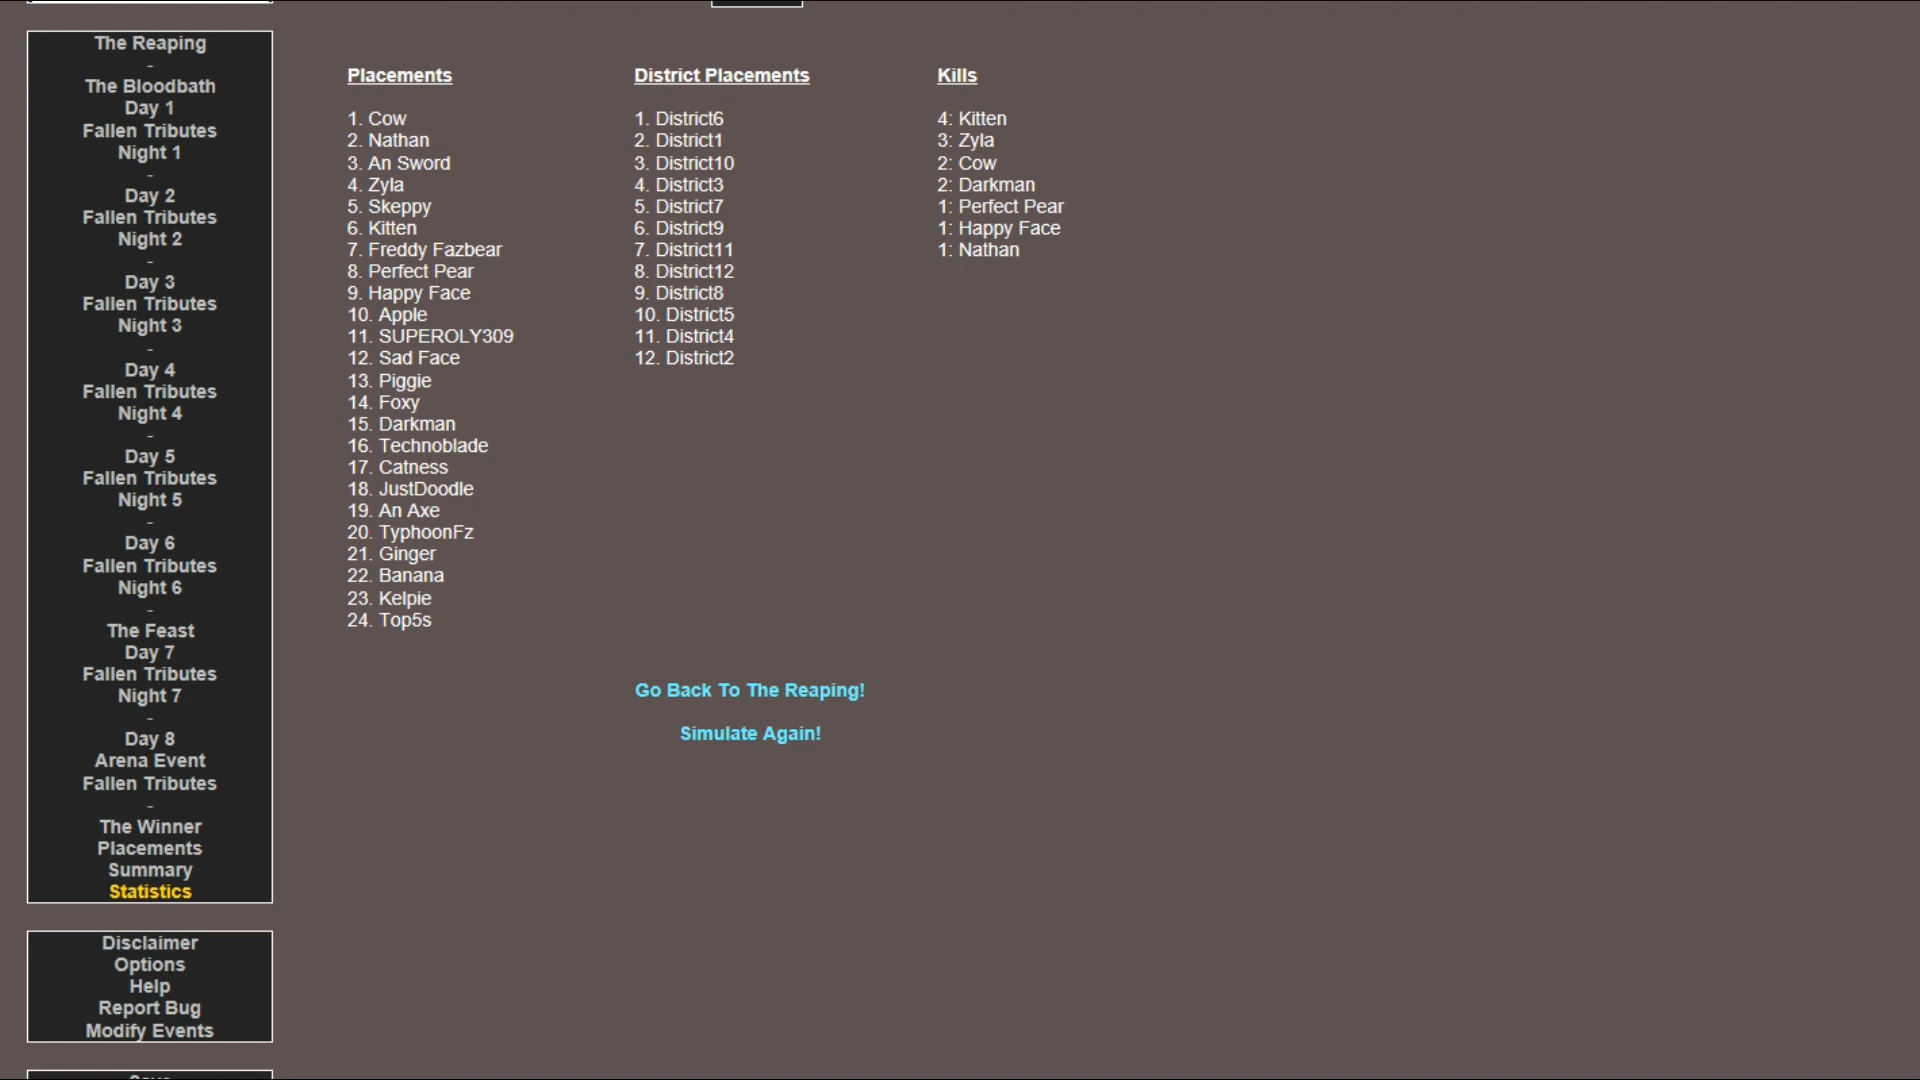 The Reaping
-
The Bloodbath
Day 1
Fallen Tributes
Night 1
-
Day 2
Fallen Tributes
Night 2
-
Day 3
Fallen Tributes
Night 3
-
Day 4
Fallen Tributes
Night 4
-
Day 5
Fallen Tributes
Night 5
-
Day 6
Fallen Tributes
Night 6
-
The Feast
Day 7
Fallen Tributes
Night 7
-
Day 8
Arena Event
Fallen Tributes
-
The Winner
Placements
Summary
Statistics
Disclaimer
Options
Help
Report Bug
Modify Events
Placements
1. Cow
2. Nathan
3. An Sword
4. Zyla
5. Skeppy
6. Kitten
7. Freddy Fazbear
8. Perfect Pear
9. Happy Face
10. Apple
11. SUPEROLY309
12. Sad Face
13. Piggie
14. Foxy
15. Darkman
16. Technoblade
17. Catness
18. JustDoodle
19. An Axe
20. TyphoonFz
21. Ginger
22. Banana
23. Kelpie
24. Top5s
District Placements
1. District6
2. District1
3. District10
4. District3
5. District7
6. District9
7. District11
8. District12
9. District8
10. District5
11. District4
12. District2
Kills
4: Kitten
3: Zyla
2: Cow
2: Darkman
1: Perfect Pear
1: Happy Face
1: Nathan
Go Back To The Reaping!
Simulate Again!